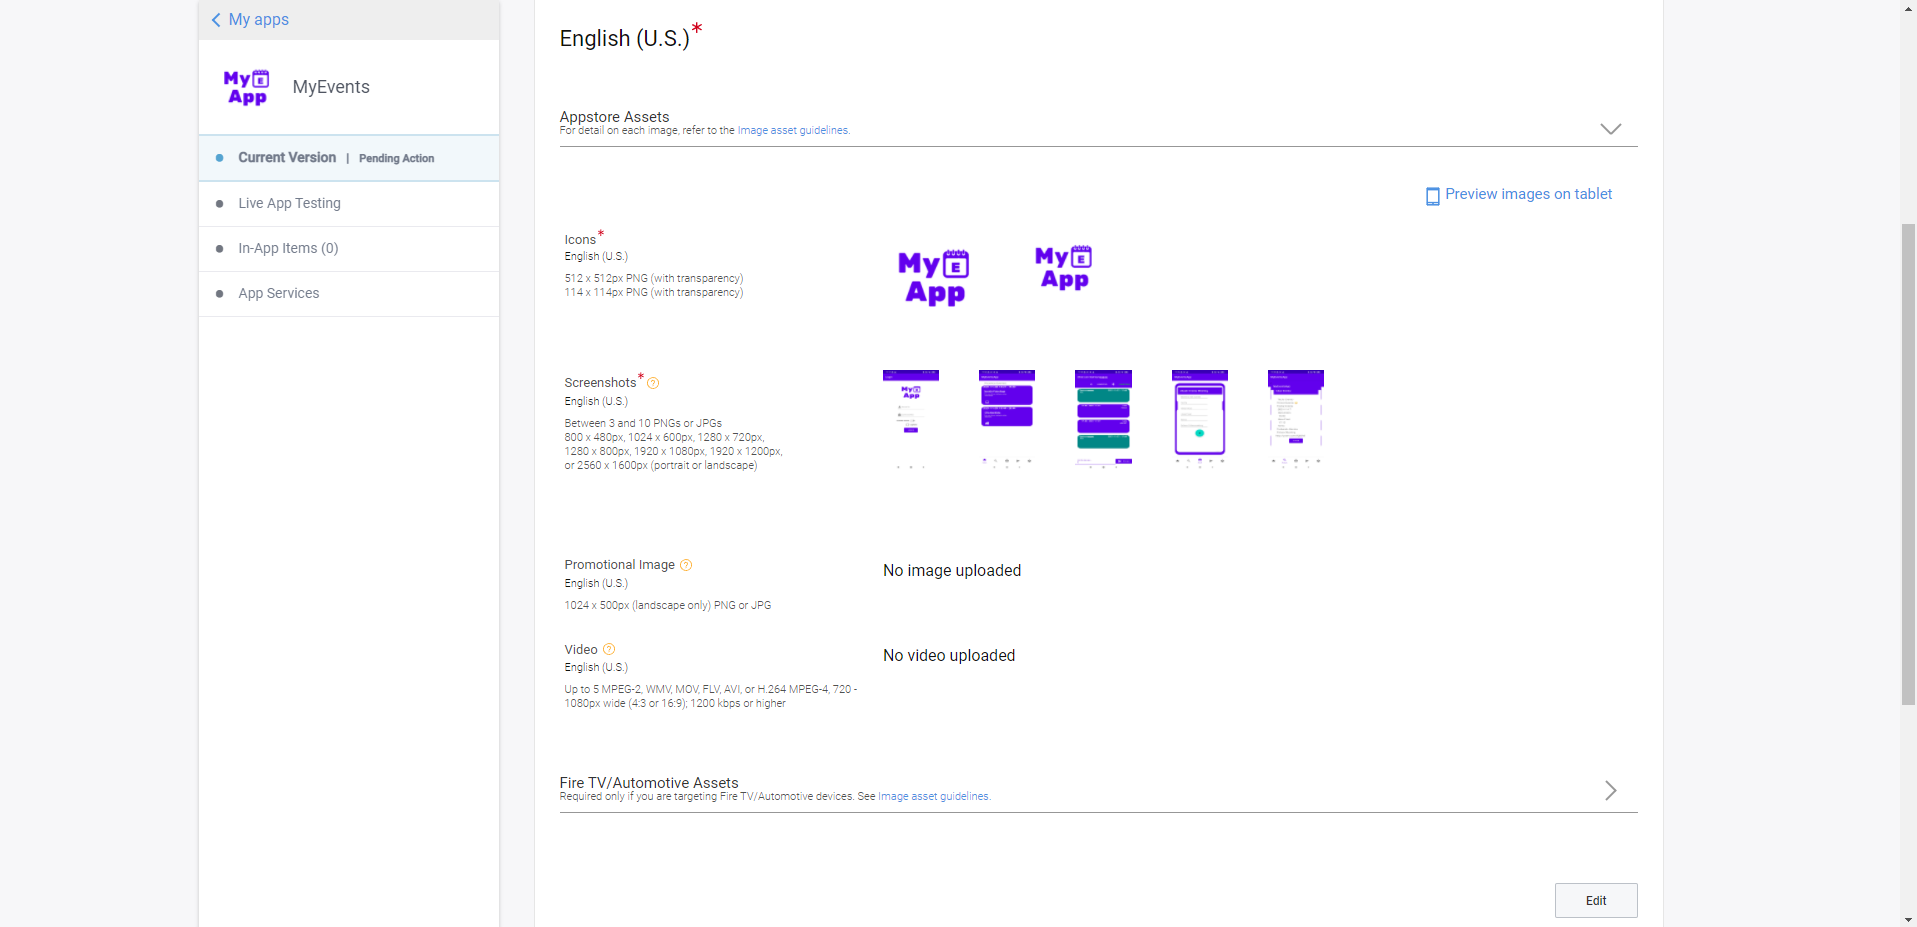 My apps
My E
App
MyEvents
Current Version | Pending Action
Live App Testing
In-App Items (0)
App Services
English (U.S.)*
Appstore Assets
For detail on each image, refer to the Image asset guidelines.
Preview images on tablet
Icons*
English (U.S.)
512 x 512px PNG (with transparency)
114 x 114px PNG (with transparency)
My E
App
My E
App
Screenshots* ?
English (U.S.)
Between 3 and 10 PNGs or JPGs
800 x 480px, 1024 x 600px, 1280 x 720px,
1280 x 800px, 1920 x 1080px, 1920 x 1200px,
or 2560 x 1600px (portrait or landscape)
My
App
Promotional Image ?
English (U.S.)
1024 x 500px (landscape only) PNG or JPG
No image uploaded
Video ?
English (U.S.)
Up to 5 MPEG-2, WMV, MOV, FLV, AVI, or H.264 MPEG-4, 720 -
1080px wide (4:3 or 16:9); 1200 kbps or higher
No video uploaded
Fire TV/Automotive Assets
Required only if you are targeting Fire TV/Automotive devices. See Image asset guidelines.
Edit